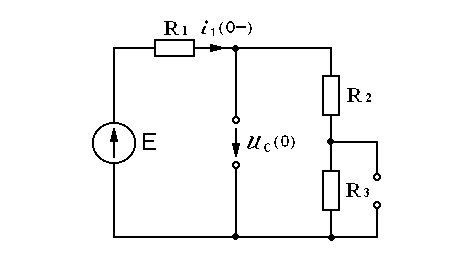 R1 i1(0−)
R2
E uC(0)
R3